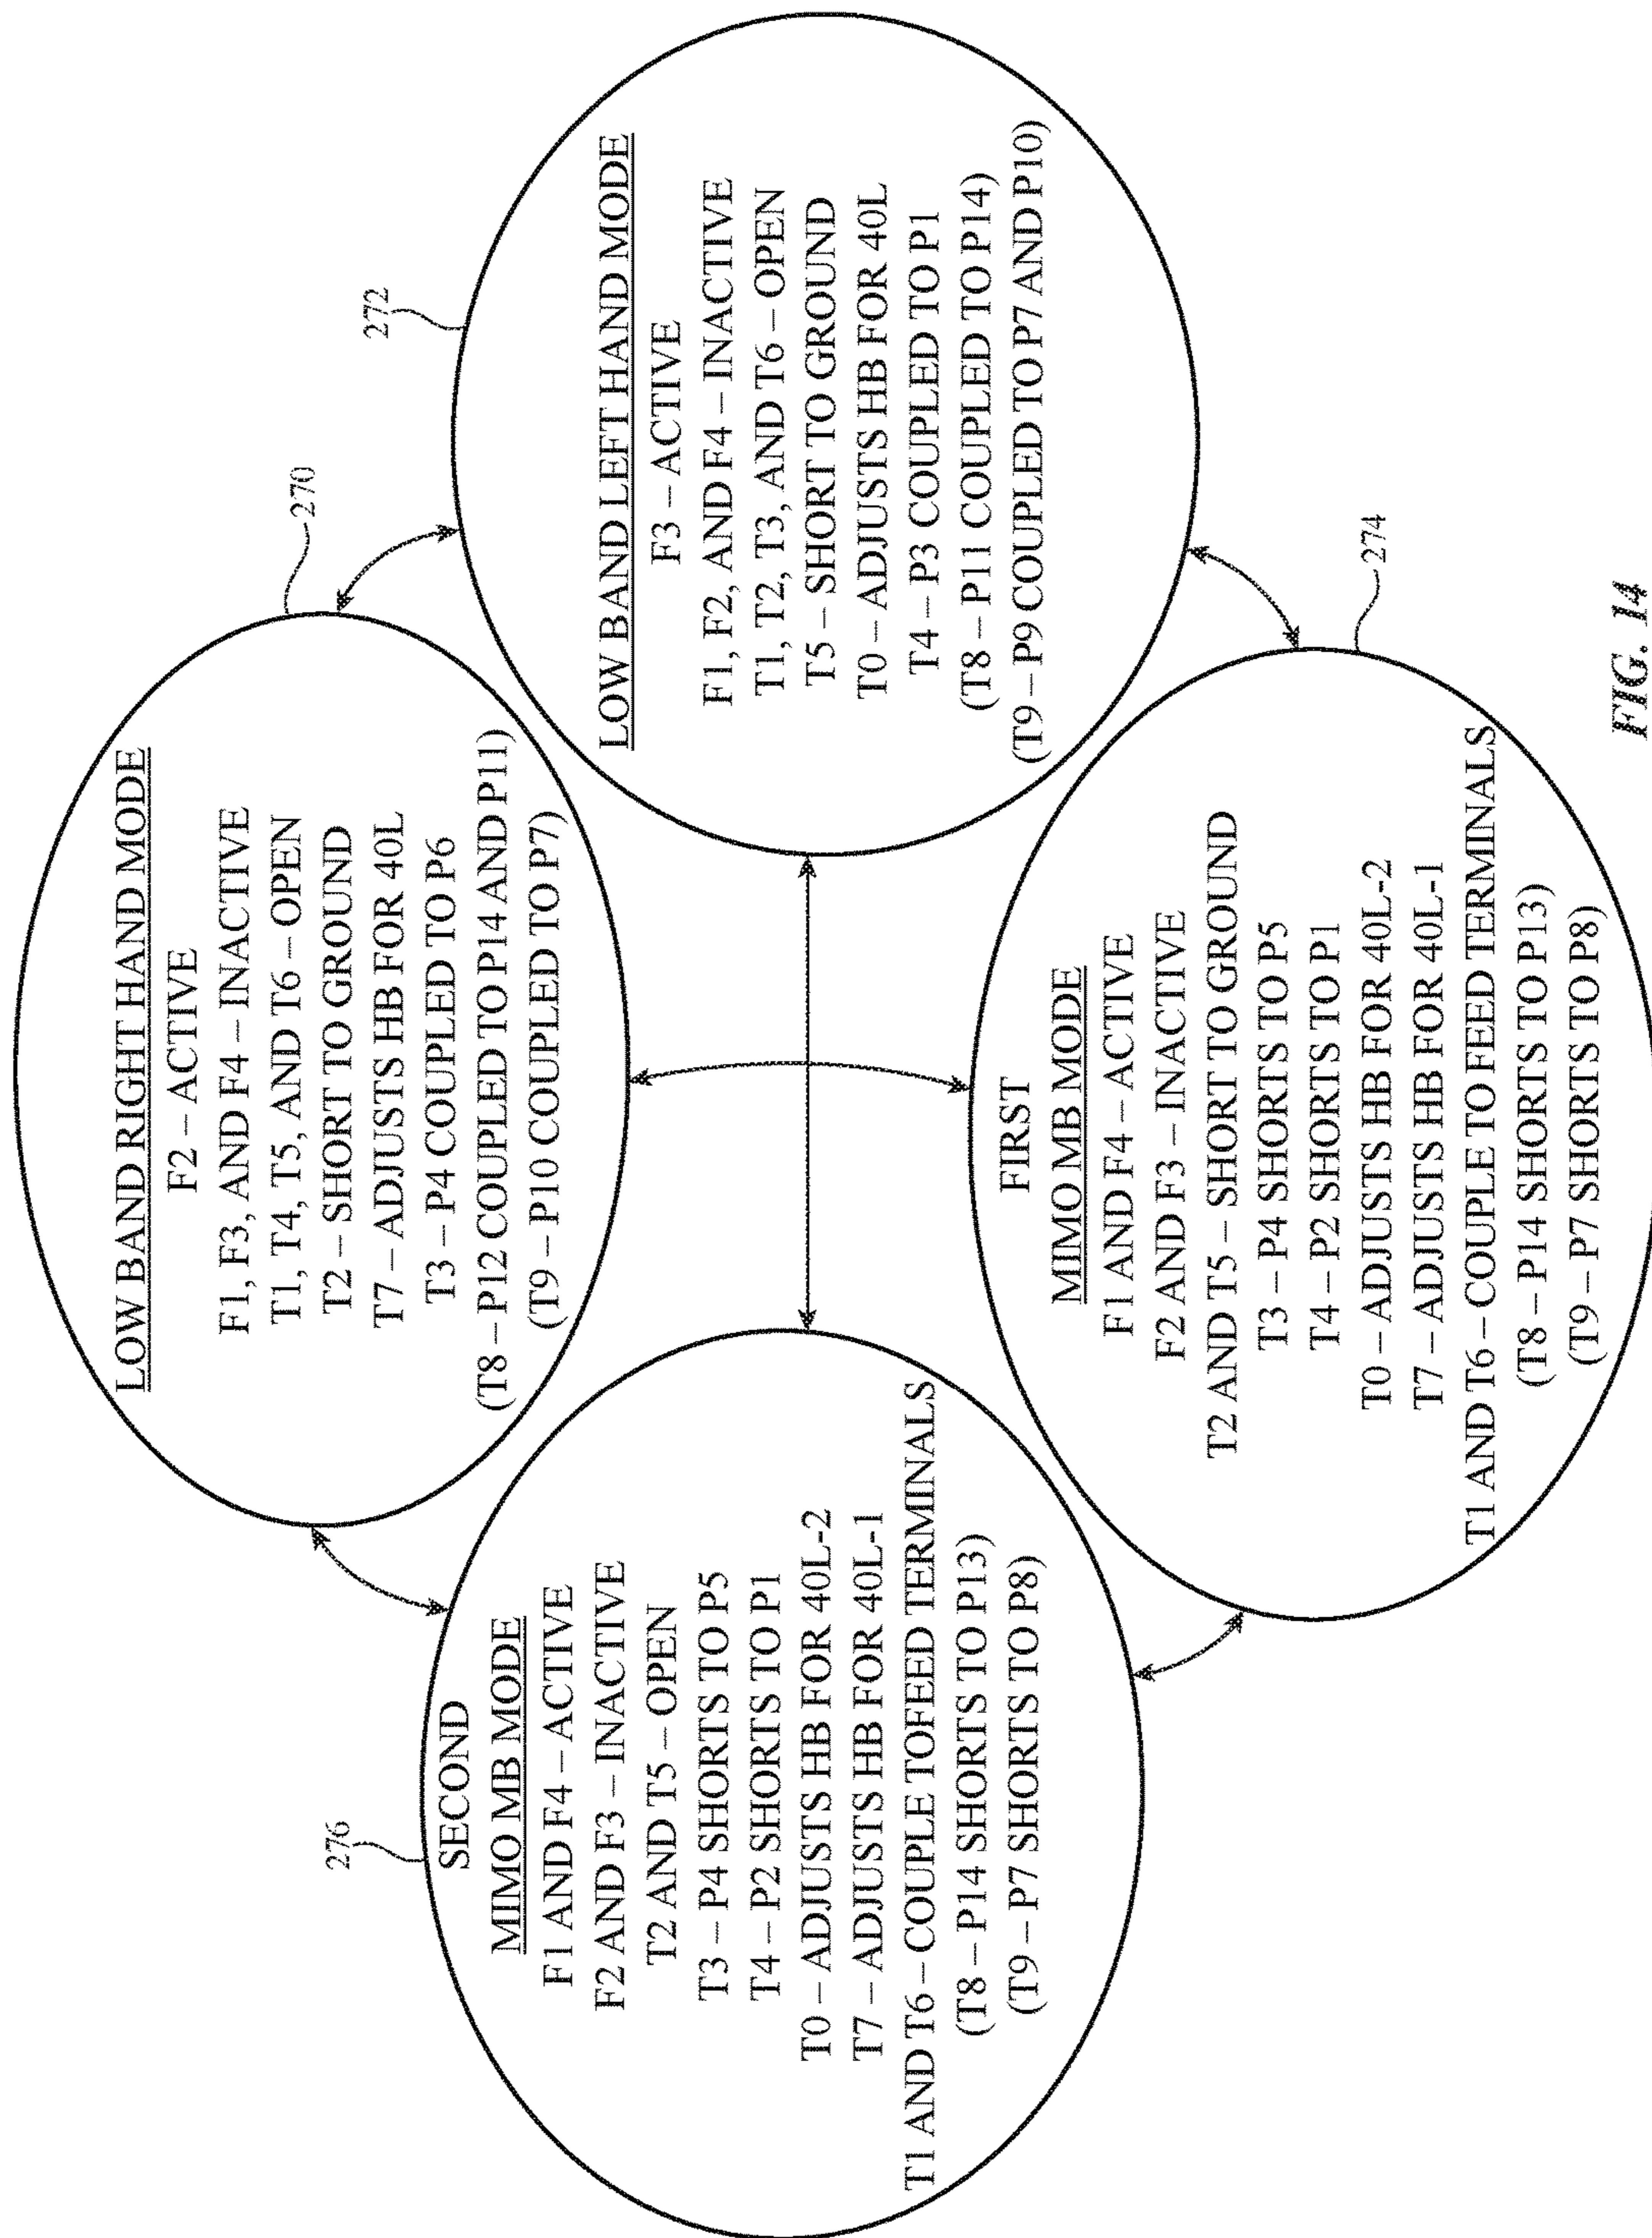 270
LOW BAND RIGHT HAND MODE
F2 – ACTIVE
F1, F3, AND F4 – INACTIVE
T1, T4, T5, AND T6 – OPEN
T2 – SHORT TO GROUND
T7 – ADJUSTS HB FOR 40L
T3 – P4 COUPLED TO P6
(T8 – P12 COUPLED TO P14 AND P11)
(T9 – P10 COUPLED TO P7)
276
SECOND
MIMO MB MODE
F1 AND F4 – ACTIVE
F2 AND F3 – INACTIVE
T2 AND T5 – OPEN
T3 – P4 SHORTS TO P5
T4 – P2 SHORTS TO P1
T0 – ADJUSTS HB FOR 40L-2
T7 – ADJUSTS HB FOR 40L-1
T1 AND T6 – COUPLE TOFEED TERMINALS
(T8 – P14 SHORTS TO P13)
(T9 – P7 SHORTS TO P8)
272
LOW BAND LEFT HAND MODE
F3 – ACTIVE
F1, F2, AND F4 – INACTIVE
T1, T2, T3, AND T6 – OPEN
T5 – SHORT TO GROUND
T0 – ADJUSTS HB FOR 40L
T4 – P3 COUPLED TO P1
(T8 – P11 COUPLED TO P14)
(T9 – P9 COUPLED TO P7 AND P10)
274
FIRST
MIMO MB MODE
F1 AND F4 – ACTIVE
F2 AND F3 – INACTIVE
T2 AND T5 – SHORT TO GROUND
T3 – P4 SHORTS TO P5
T4 – P2 SHORTS TO P1
T0 – ADJUSTS HB FOR 40L-2
T7 – ADJUSTS HB FOR 40L-1
T1 AND T6 – COUPLE TO FEED TERMINALS
(T8 – P14 SHORTS TO P13)
(T9 – P7 SHORTS TO P8)
FIG. 14